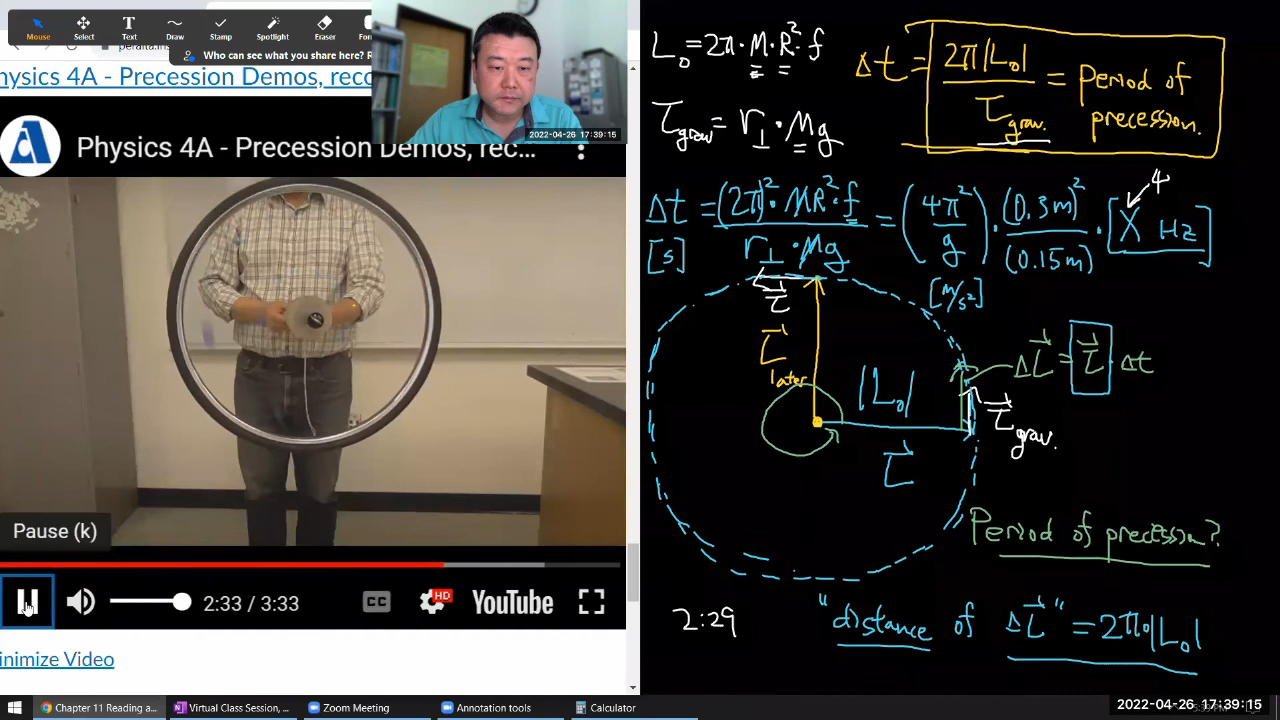 Mouse
Select
Text
Draw
Stamp
Spotlight
Eraser
Who can see what you share here?
hysics 4A - Precession Demos, reco
2022-04-26 17:39:15
Physics 4A - Precession Demos, rec...
Pause (k)
2:33 / 3:33
CC
HD
YouTube
inimize Video
L₀ = 2π · M · R² · f
τgrav = r⊥ · Mg
Δt = 2π|L₀| / τgrav. = period of precession.
Δt [s] = (2π)² · MR² · f / r⊥ · Mg = (4π² / g) · (0.3m)² / (0.15m) · [X Hz]
4
[m/s²]
τ⃗
L⃗later
|L₀|
L⃗
ΔL⃗ = τ⃗ Δt
τ⃗grav.
Period of precession?
2:29
"distance of ΔL⃗" = 2π·|L₀|
Chapter 11 Reading a...
Virtual Class Session, ...
Zoom Meeting
Annotation tools
Calculator
2022-04-26 17:39:15